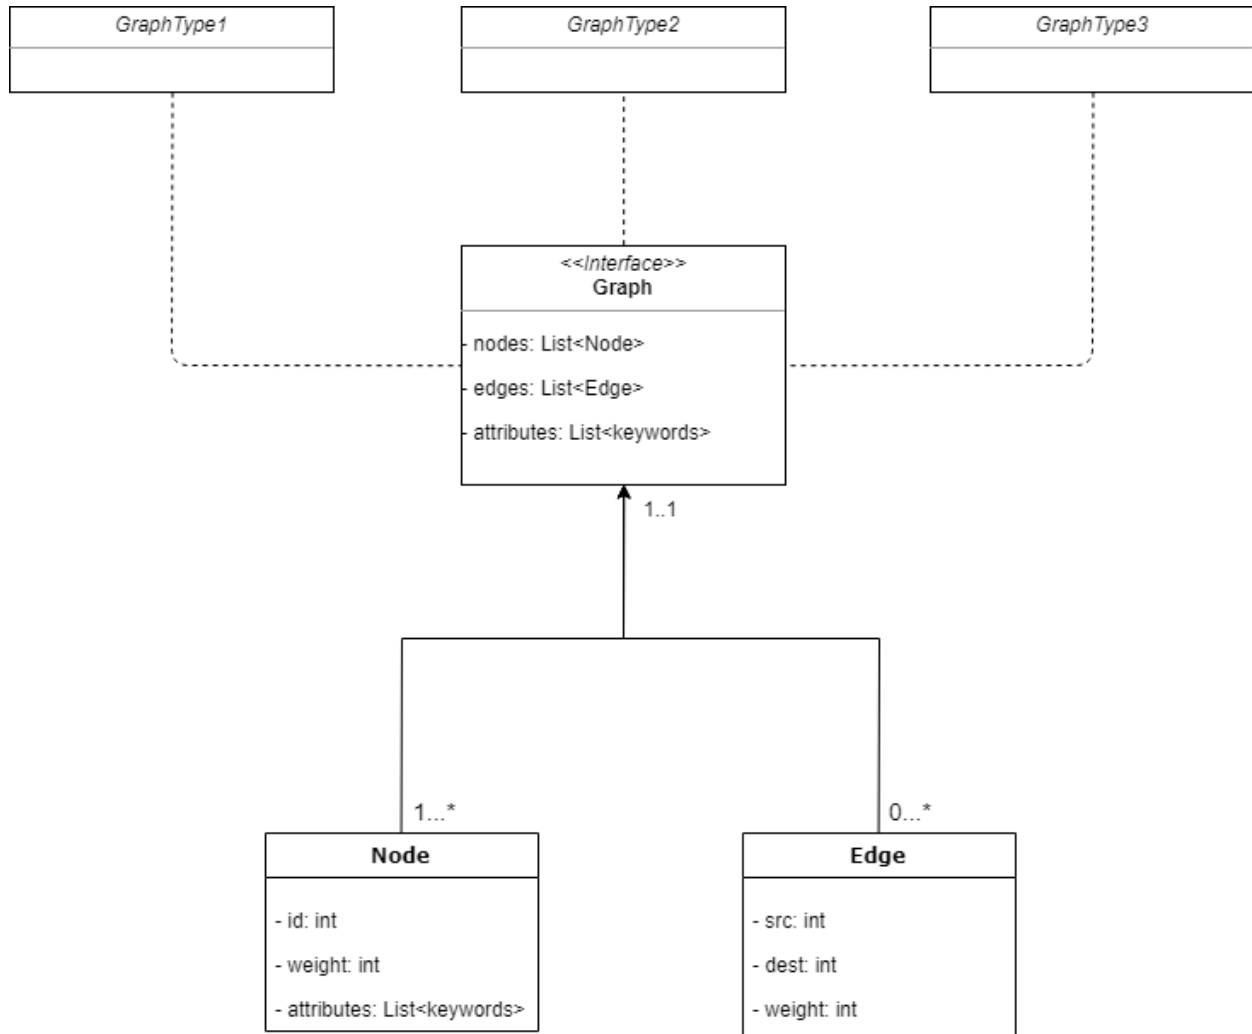 GraphType1
GraphType2
GraphType3
<<Interface>>
Graph
- nodes: List<Node>
- edges: List<Edge>
- attributes: List<keywords>
1..1
1...*
0...*
Node
- id: int
- weight: int
- attributes: List<keywords>
Edge
- src: int
- dest: int
- weight: int